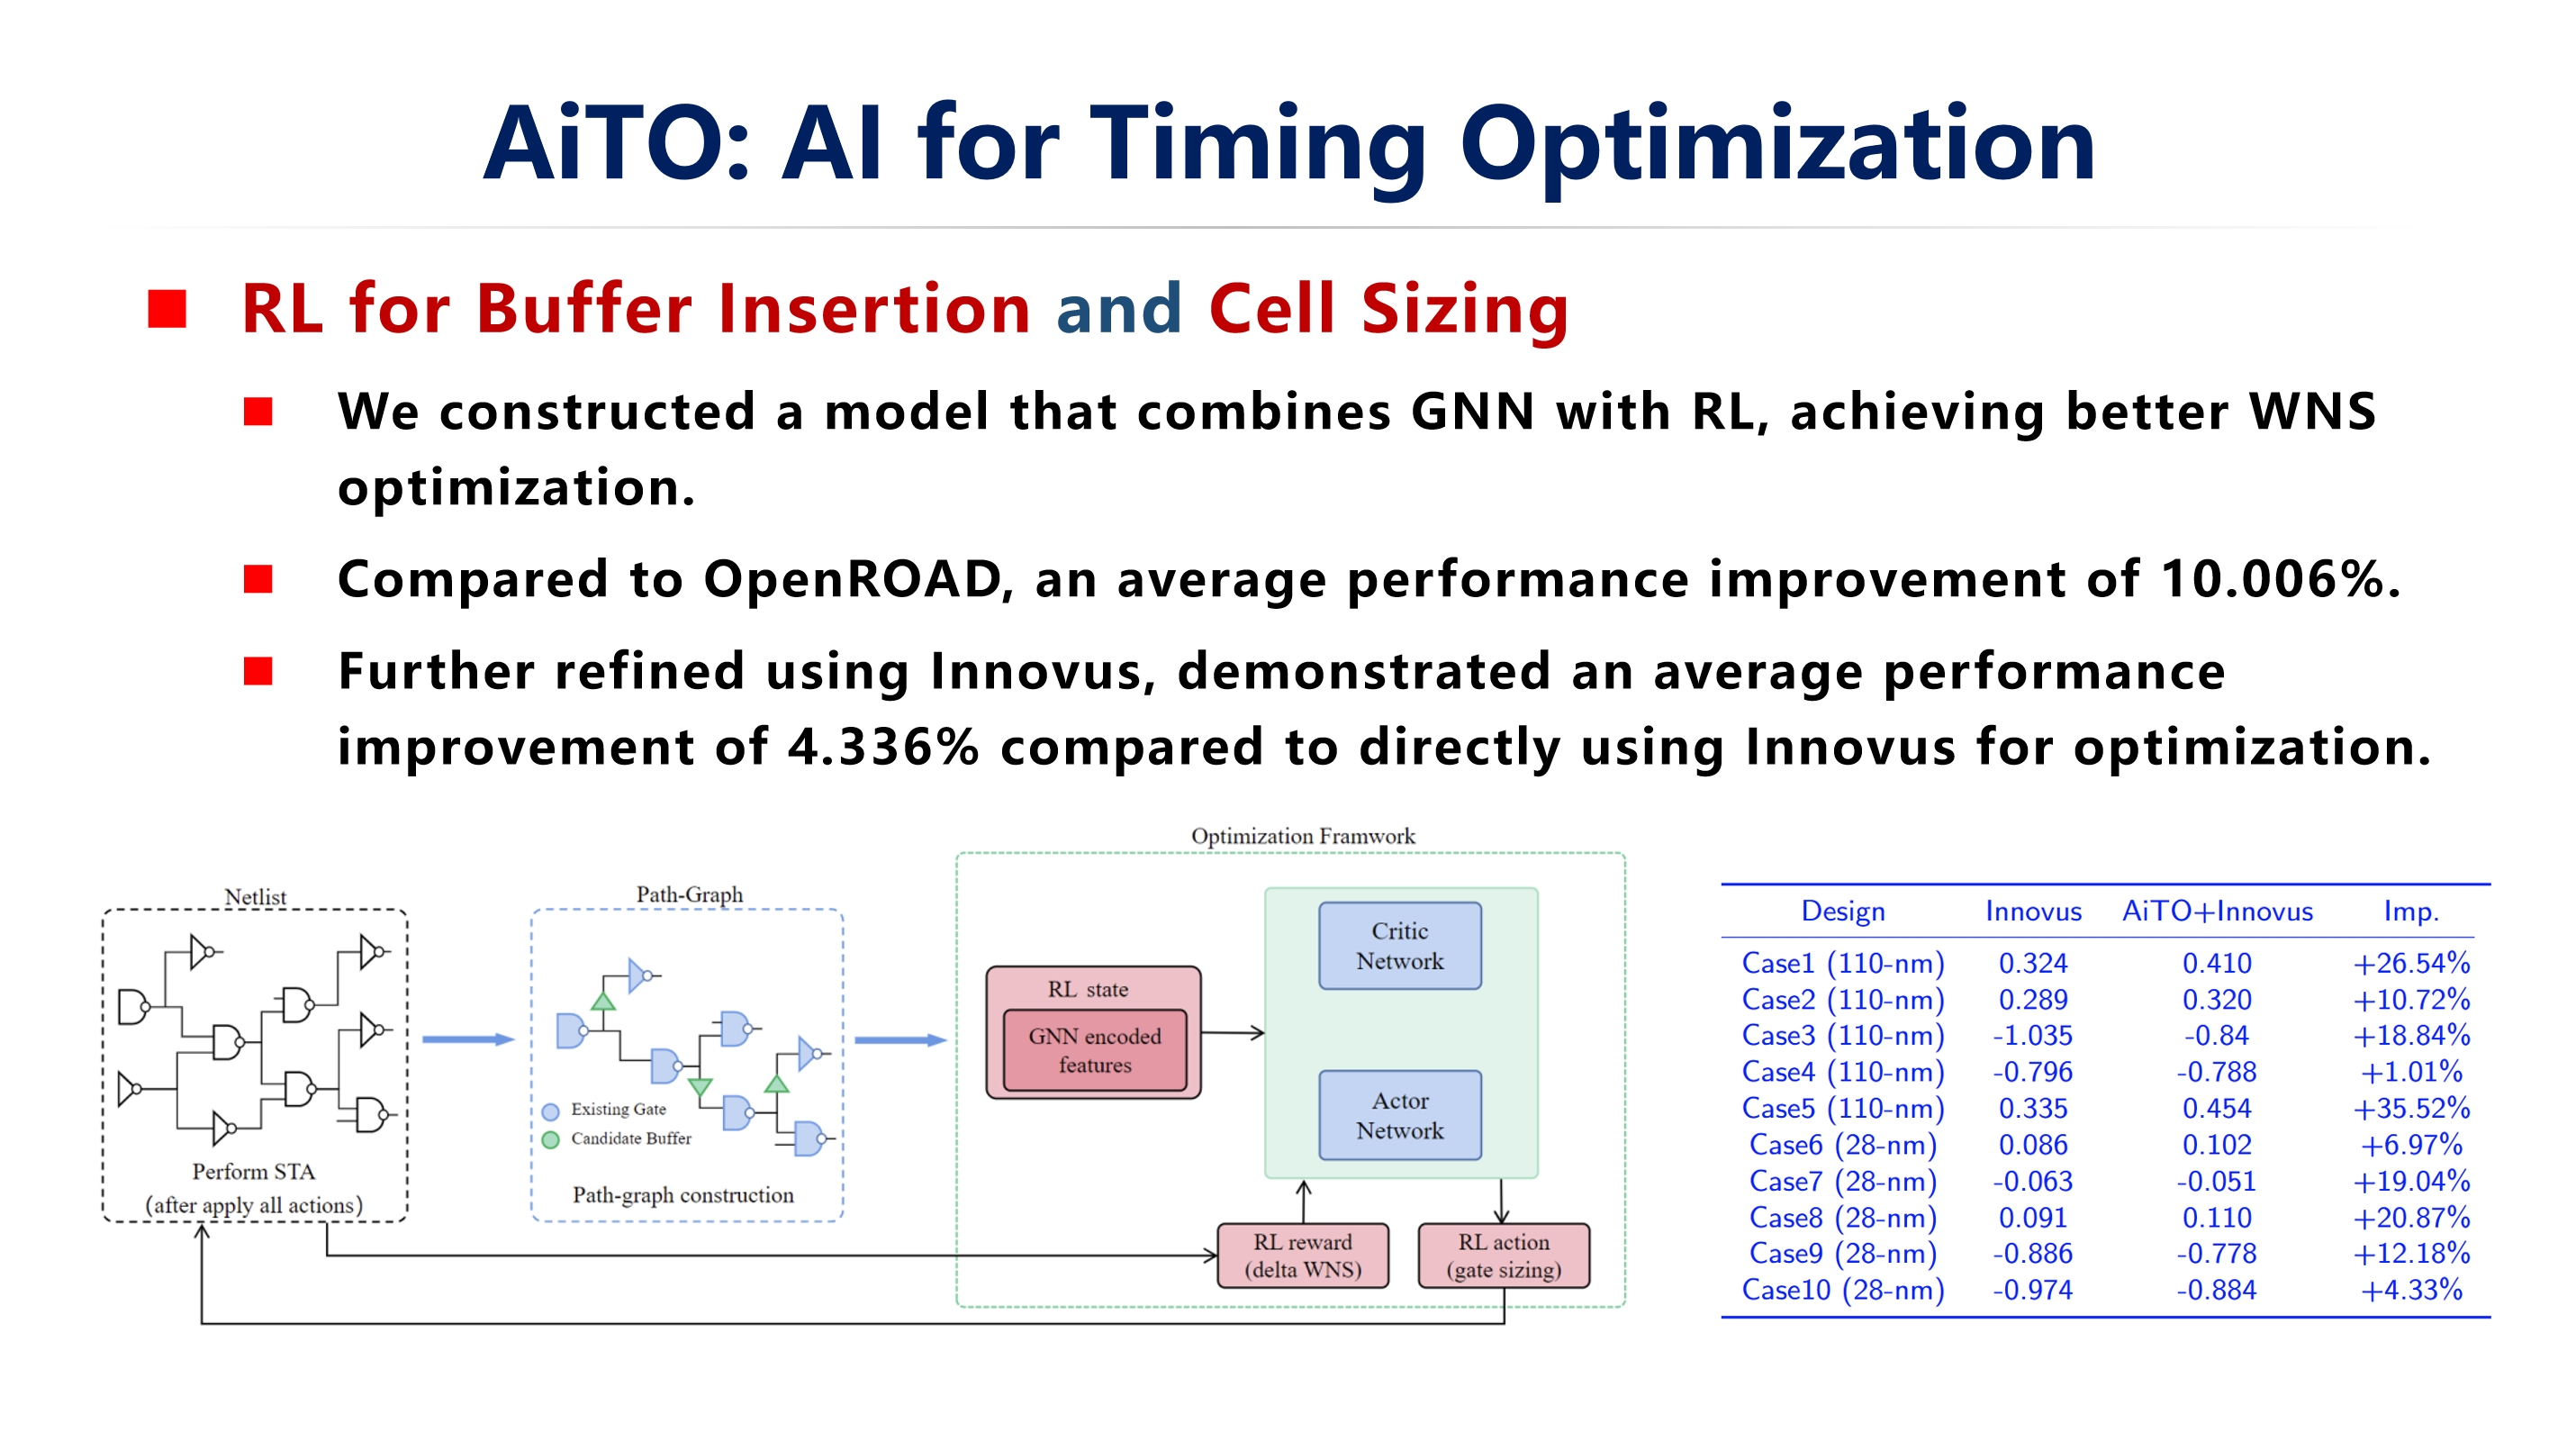 AiTO: AI for Timing Optimization
RL for Buffer Insertion and Cell Sizing
We constructed a model that combines GNN with RL, achieving better WNS
optimization.
Compared to OpenROAD, an average performance improvement of 10.006%.
Further refined using Innovus, demonstrated an average performance
improvement of 4.336% compared to directly using Innovus for optimization.
Netlist
Perform STA
(after apply all actions)
Path-Graph
Existing Gate
Candidate Buffer
Path-graph construction
Optimization Framwork
RL state
GNN encoded
features
Critic
Network
Actor
Network
RL reward
(delta WNS)
RL action
(gate sizing)
Design Innovus AiTO+Innovus Imp.
Case1 (110-nm) 0.324 0.410 +26.54%
Case2 (110-nm) 0.289 0.320 +10.72%
Case3 (110-nm) -1.035 -0.84 +18.84%
Case4 (110-nm) -0.796 -0.788 +1.01%
Case5 (110-nm) 0.335 0.454 +35.52%
Case6 (28-nm) 0.086 0.102 +6.97%
Case7 (28-nm) -0.063 -0.051 +19.04%
Case8 (28-nm) 0.091 0.110 +20.87%
Case9 (28-nm) -0.886 -0.778 +12.18%
Case10 (28-nm) -0.974 -0.884 +4.33%